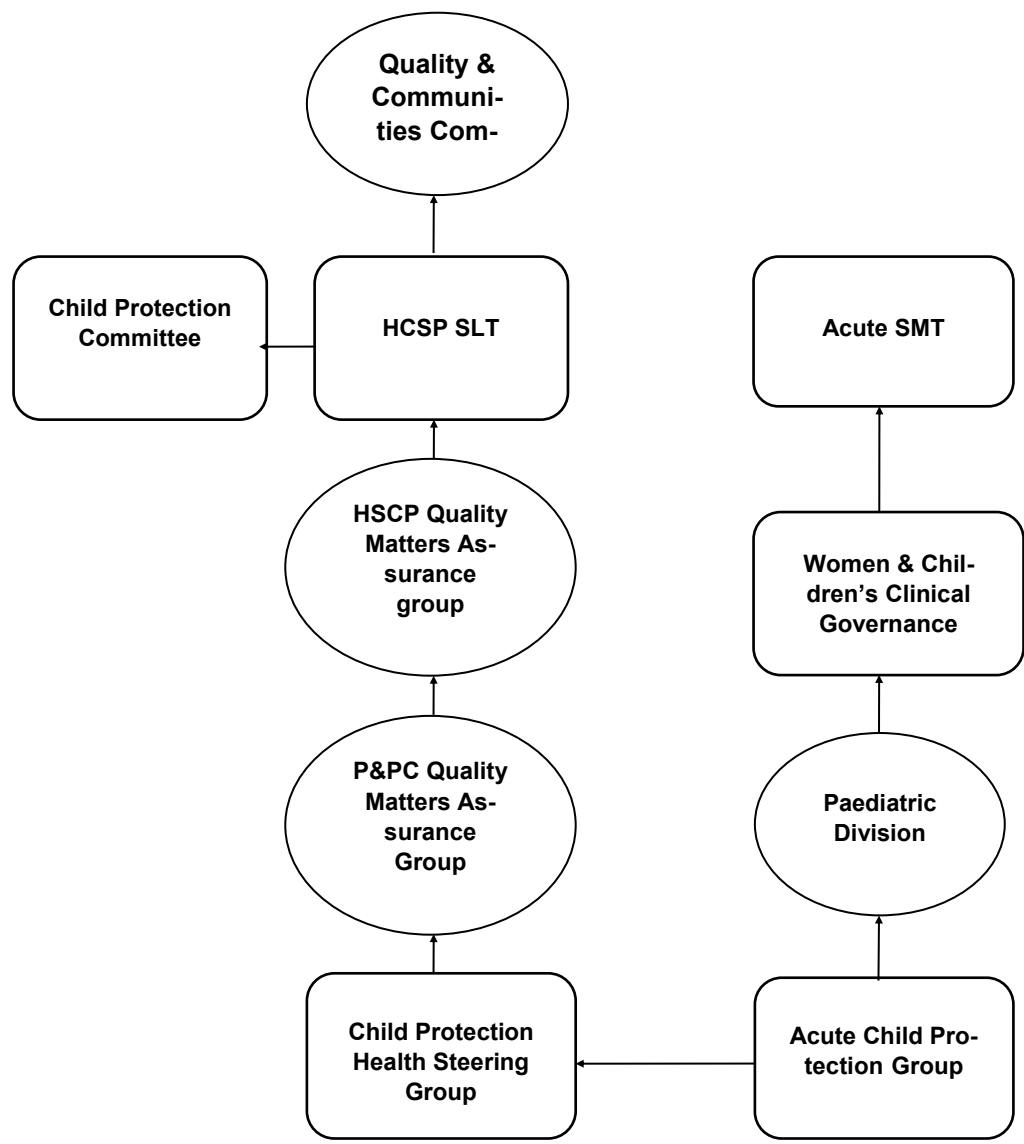 Quality &
Communi-
ties Com-
Child Protection
Committee
HCSP SLT
Acute SMT
HSCP Quality
Matters As-
surance
group
Women & Chil-
dren’s Clinical
Governance
P&PC Quality
Matters As-
surance
Group
Paediatric
Division
Child Protection
Health Steering
Group
Acute Child Pro-
tection Group